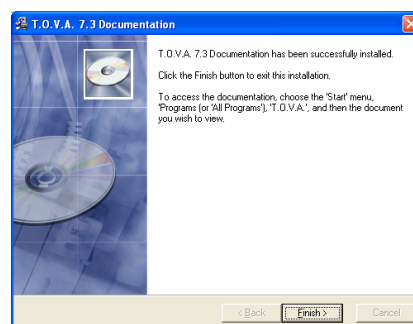 T.O.V.A. 7.3 Documentation
T.O.V.A. 7.3 Documentation has been successfully installed.
Click the Finish button to exit this installation.
To access the documentation, choose the 'Start' menu,
'Programs (or 'All Programs'), 'T.O.V.A.', and then the document
you wish to view.
< Back
Finish >
Cancel